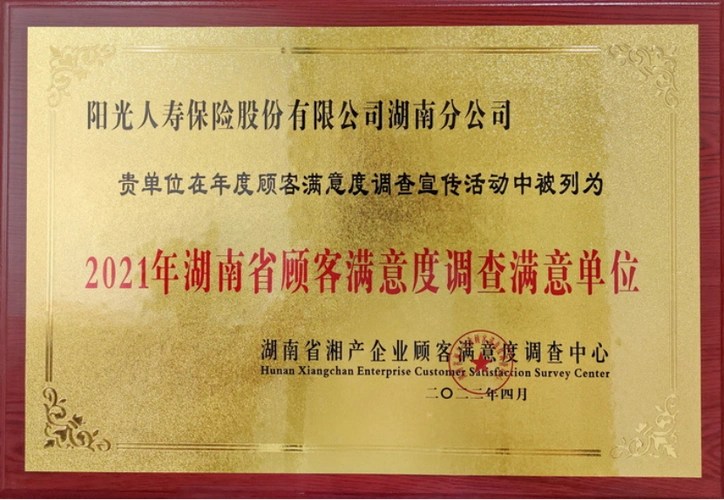 阳光人寿保险股份有限公司湖南分公司
贵单位在年度顾客满意度调查宣传活动中被列为
2021年湖南省顾客满意度调查满意单位
湖南省湘产企业顾客满意度调查中心
Hunan Xiangchan Enterprise Customer Satisfaction Survey Center
二〇二二年四月